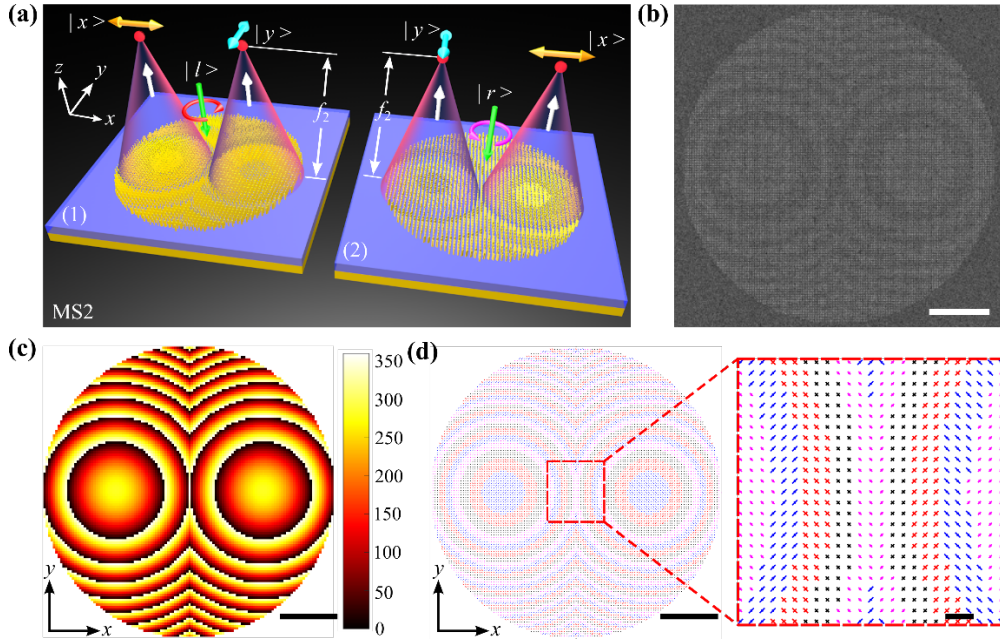 (a)
| x >
| y >
| y >
| x >
z
y
x
| l >
| r >
f₂
f₂
(1)
(2)
MS2
(b)
(c)
350
300
250
200
150
100
50
0
y
x
(d)
y
x